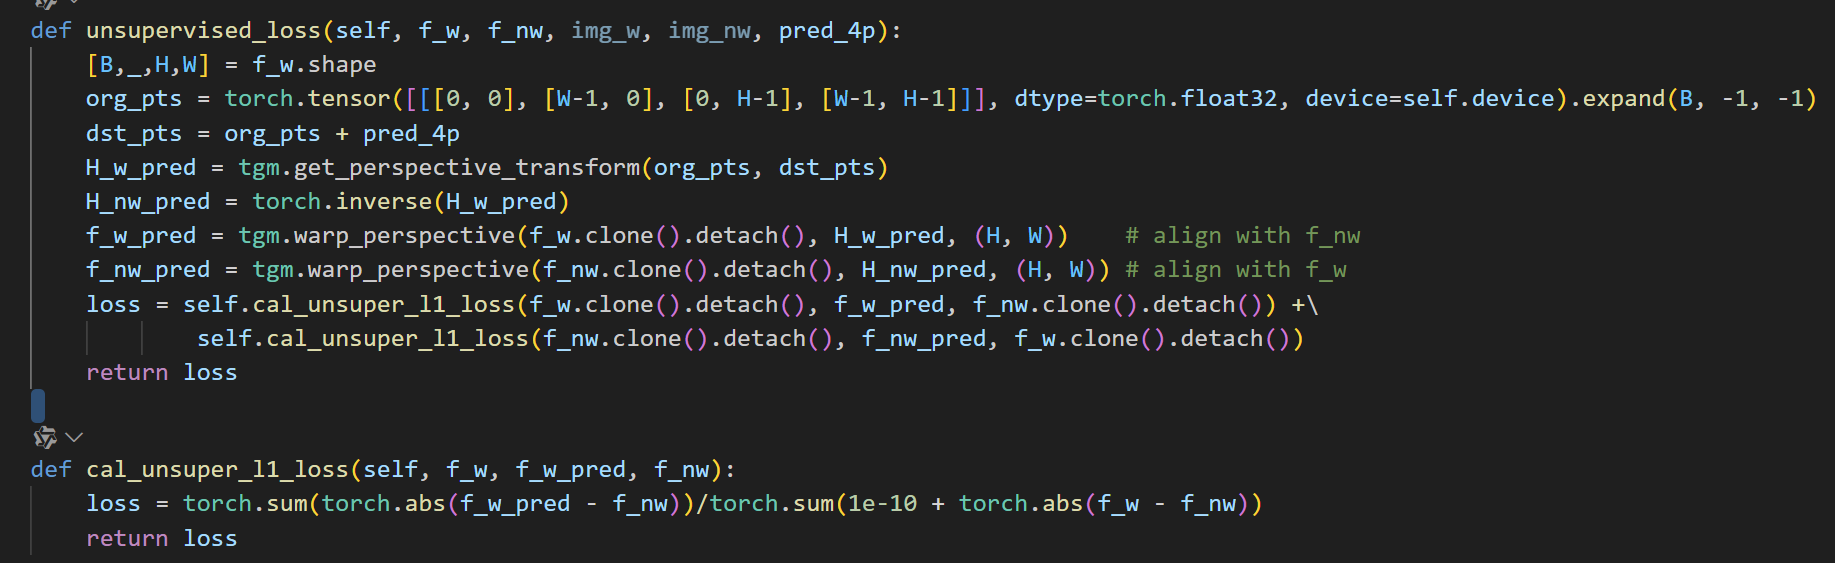 def unsupervised_loss(self, f_w, f_nw, img_w, img_nw, pred_4p):
    [B,_,H,W] = f_w.shape
    org_pts = torch.tensor([[[0, 0], [W-1, 0], [0, H-1], [W-1, H-1]]], dtype=torch.float32, device=self.device).expand(B, -1, -1)
    dst_pts = org_pts + pred_4p
    H_w_pred = tgm.get_perspective_transform(org_pts, dst_pts)
    H_nw_pred = torch.inverse(H_w_pred)
    f_w_pred = tgm.warp_perspective(f_w.clone().detach(), H_w_pred, (H, W))    # align with f_nw
    f_nw_pred = tgm.warp_perspective(f_nw.clone().detach(), H_nw_pred, (H, W)) # align with f_w
    loss = self.cal_unsuper_l1_loss(f_w.clone().detach(), f_w_pred, f_nw.clone().detach()) +\
            self.cal_unsuper_l1_loss(f_nw.clone().detach(), f_nw_pred, f_w.clone().detach())
    return loss
def cal_unsuper_l1_loss(self, f_w, f_w_pred, f_nw):
    loss = torch.sum(torch.abs(f_w_pred - f_nw))/torch.sum(1e-10 + torch.abs(f_w - f_nw))
    return loss